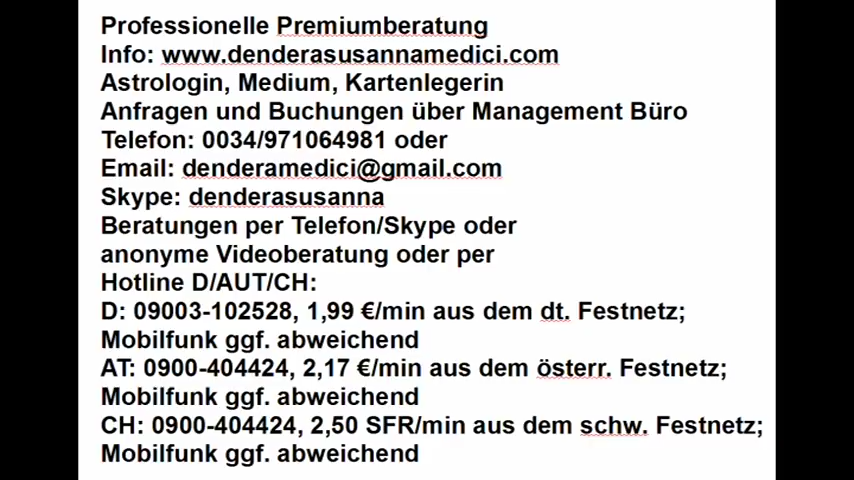 Professionelle Premiumberatung
Info: www.denderasusannamedici.com
Astrologin, Medium, Kartenlegerin
Anfragen und Buchungen über Management Büro
Telefon: 0034/971064981 oder
Email: denderamedici@gmail.com
Skype: denderasusanna
Beratungen per Telefon/Skype oder
anonyme Videoberatung oder per
Hotline D/AUT/CH:
D: 09003-102528, 1,99 €/min aus dem dt. Festnetz;
Mobilfunk ggf. abweichend
AT: 0900-404424, 2,17 €/min aus dem österr. Festnetz;
Mobilfunk ggf. abweichend
CH: 0900-404424, 2,50 SFR/min aus dem schw. Festnetz;
Mobilfunk ggf. abweichend